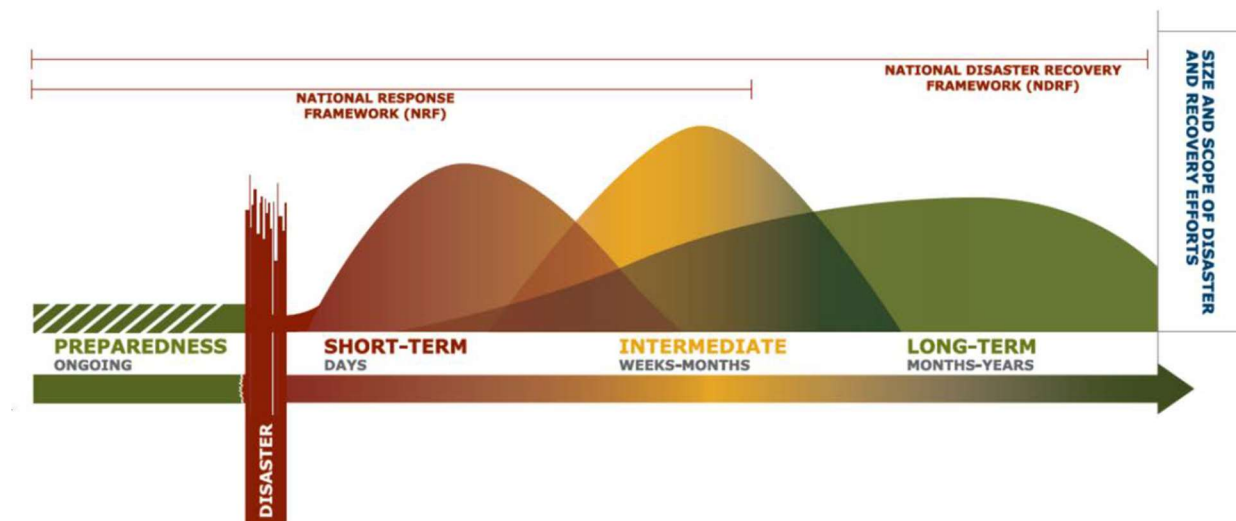 NATIONAL DISASTER RECOVERY
FRAMEWORK (NDRF)
NATIONAL RESPONSE
FRAMEWORK (NRF)
SIZE AND SCOPE OF DISASTER
AND RECOVERY EFFORTS
PREPAREDNESS
ONGOING
SHORT-TERM
DAYS
INTERMEDIATE
WEEKS-MONTHS
LONG-TERM
MONTHS-YEARS
DISASTER